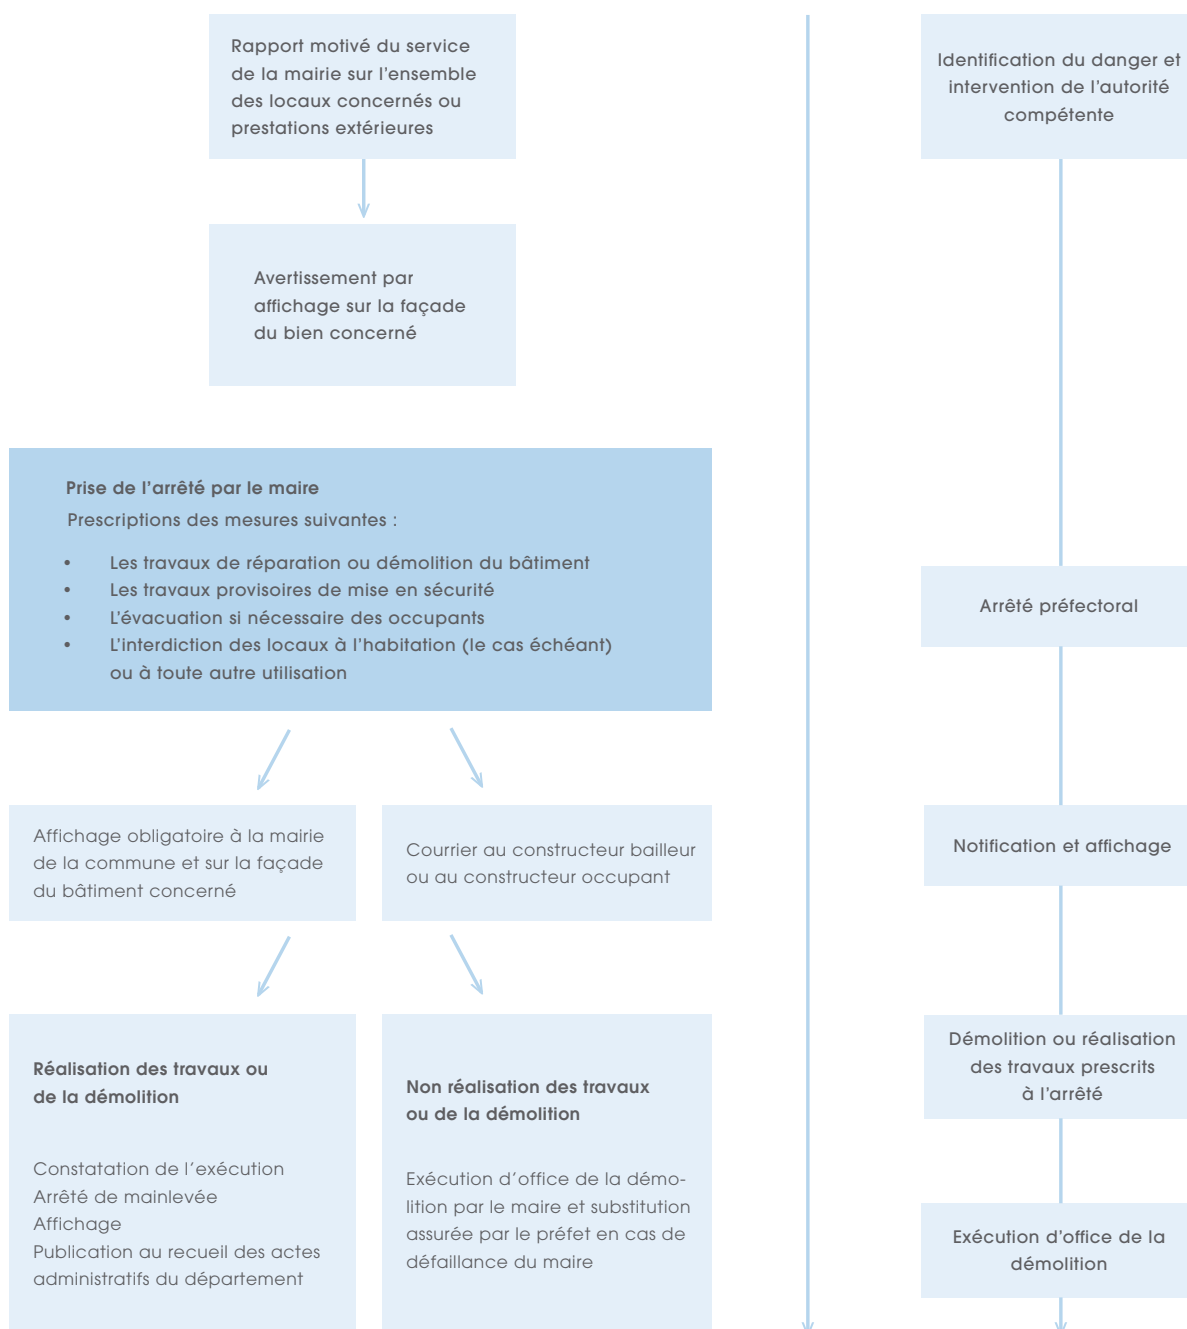 Rapport motivé du service
de la mairie sur l'ensemble
des locaux concernés ou
prestations extérieures
Avertissement par
affichage sur la façade
du bien concerné
Prise de l'arrêté par le maire
Prescriptions des mesures suivantes :
• Les travaux de réparation ou démolition du bâtiment
• Les travaux provisoires de mise en sécurité
• L'évacuation si nécessaire des occupants
• L'interdiction des locaux à l'habitation (le cas échéant)
ou à toute autre utilisation
Affichage obligatoire à la mairie
de la commune et sur la façade
du bâtiment concerné
Courrier au constructeur bailleur
ou au constructeur occupant
Réalisation des travaux ou
de la démolition
Constatation de l'exécution
Arrêté de mainlevée
Affichage
Publication au recueil des actes
administratifs du département
Non réalisation des travaux
ou de la démolition
Exécution d'office de la démo-
lition par le maire et substitution
assurée par le préfet en cas de
défaillance du maire
Identification du danger et
intervention de l'autorité
compétente
Arrêté préfectoral
Notification et affichage
Démolition ou réalisation
des travaux prescrits
à l'arrêté
Exécution d'office de la
démolition